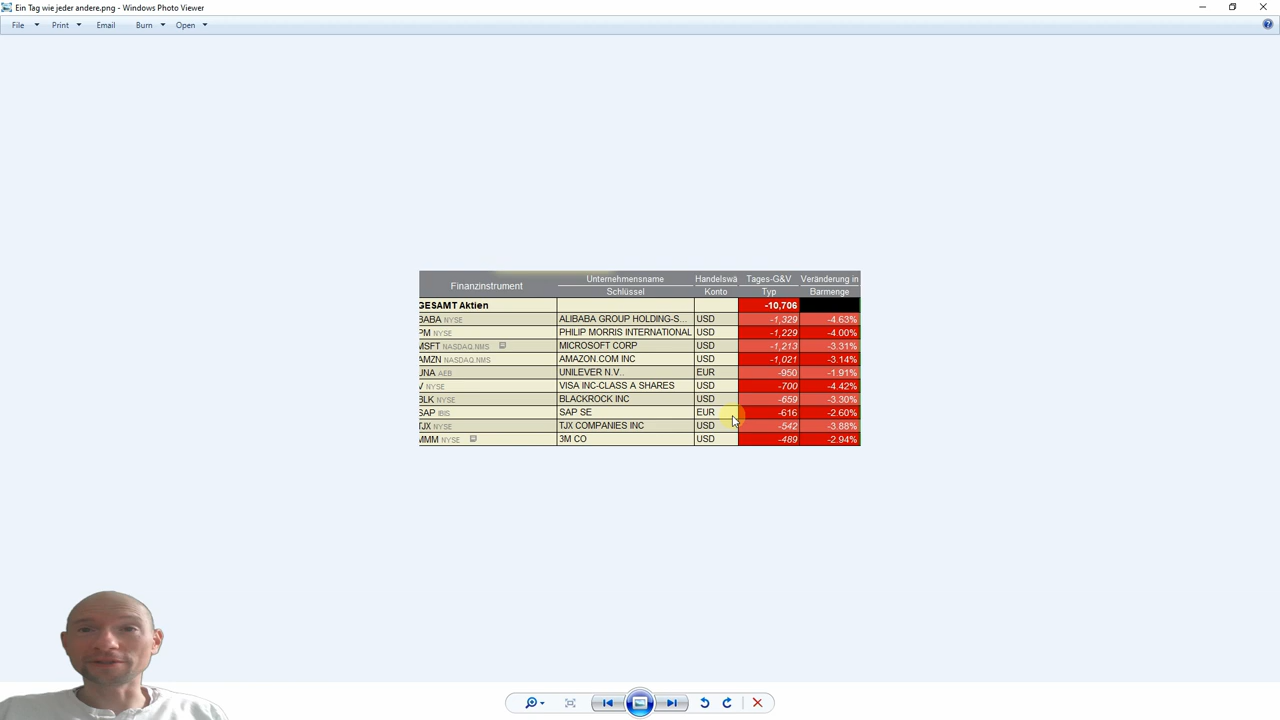 Ein Tag wie jeder andere.png - Windows Photo Viewer
File Print Email Burn Open
Finanzinstrument Unternehmensname Handelswä Tages-G&V Veränderung in
Schlüssel Konto Typ Barmenge
GESAMT Aktien -10,706
BABA NYSE ALIBABA GROUP HOLDING-S... USD -1,329 -4.63%
PM NYSE PHILIP MORRIS INTERNATIONAL USD -1,229 -4.00%
MSFT NASDAQ.NMS MICROSOFT CORP USD -1,213 -3.31%
AMZN NASDAQ.NMS AMAZON.COM INC USD -1,021 -3.14%
UNA AEB UNILEVER N.V.. EUR -950 -1.91%
V NYSE VISA INC-CLASS A SHARES USD -700 -4.42%
BLK NYSE BLACKROCK INC USD -659 -3.30%
SAP IBIS SAP SE EUR -616 -2.60%
TJX NYSE TJX COMPANIES INC USD -542 -3.88%
MMM NYSE 3M CO USD -489 -2.94%